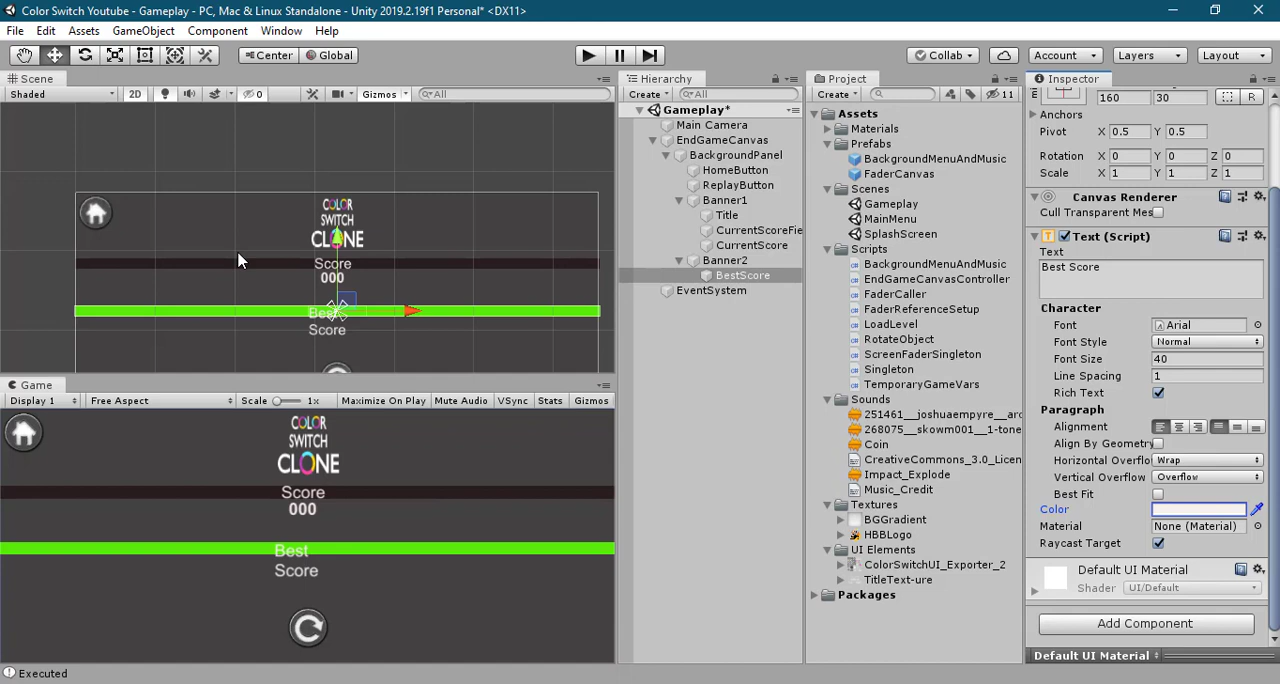 Color Switch Youtube - Gameplay - PC, Mac & Linux Standalone - Unity 2019.2.19f1 Personal* <DX11>
File Edit Assets GameObject Component Window Help
Center Global Collab Account Layers Layout
Scene
Shaded 2D 0 Gizmos All
COLOR
SWITCH
CLONE
Score
000
Best
Score
Game
Display 1 Free Aspect Scale 1x Maximize On Play Mute Audio VSync Stats Gizmos
COLOR
SWITCH
CLONE
Score
000
Best
Score
Hierarchy
Create All
Gameplay*
Main Camera
EndGameCanvas
BackgroundPanel
HomeButton
ReplayButton
Banner1
Title
CurrentScoreFie
CurrentScore
Banner2
BestScore
EventSystem
Project
Create 11
Assets
Materials
Prefabs
BackgroundMenuAndMusic
FaderCanvas
Scenes
Gameplay
MainMenu
SplashScreen
Scripts
BackgroundMenuAndMusic
EndGameCanvasController
FaderCaller
FaderReferenceSetup
LoadLevel
RotateObject
ScreenFaderSingleton
Singleton
TemporaryGameVars
Sounds
251461__joshuaempyre__arc
268075__skowm001__1-tone
Coin
CreativeCommons_3.0_Licen
Impact_Explode
Music_Credit
Textures
BGGradient
HBBLogo
UI Elements
ColorSwitchUI_Exporter_2
TitleText-ure
Packages
Inspector
160 30 R
Anchors
Pivot X 0.5 Y 0.5
Rotation X 0 Y 0 Z 0
Scale X 1 Y 1 Z 1
Canvas Renderer
Cull Transparent Mes
Text (Script)
Text
Best Score
Character
Font Arial
Font Style Normal
Font Size 40
Line Spacing 1
Rich Text
Paragraph
Alignment
Align By Geometry
Horizontal Overflo Wrap
Vertical Overflow Overflow
Best Fit
Color
Material None (Material)
Raycast Target
Default UI Material
Shader UI/Default
Add Component
Default UI Material
Executed